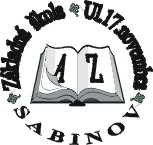 Základná škola
Ul.17.novembra
A Z
SABINOV